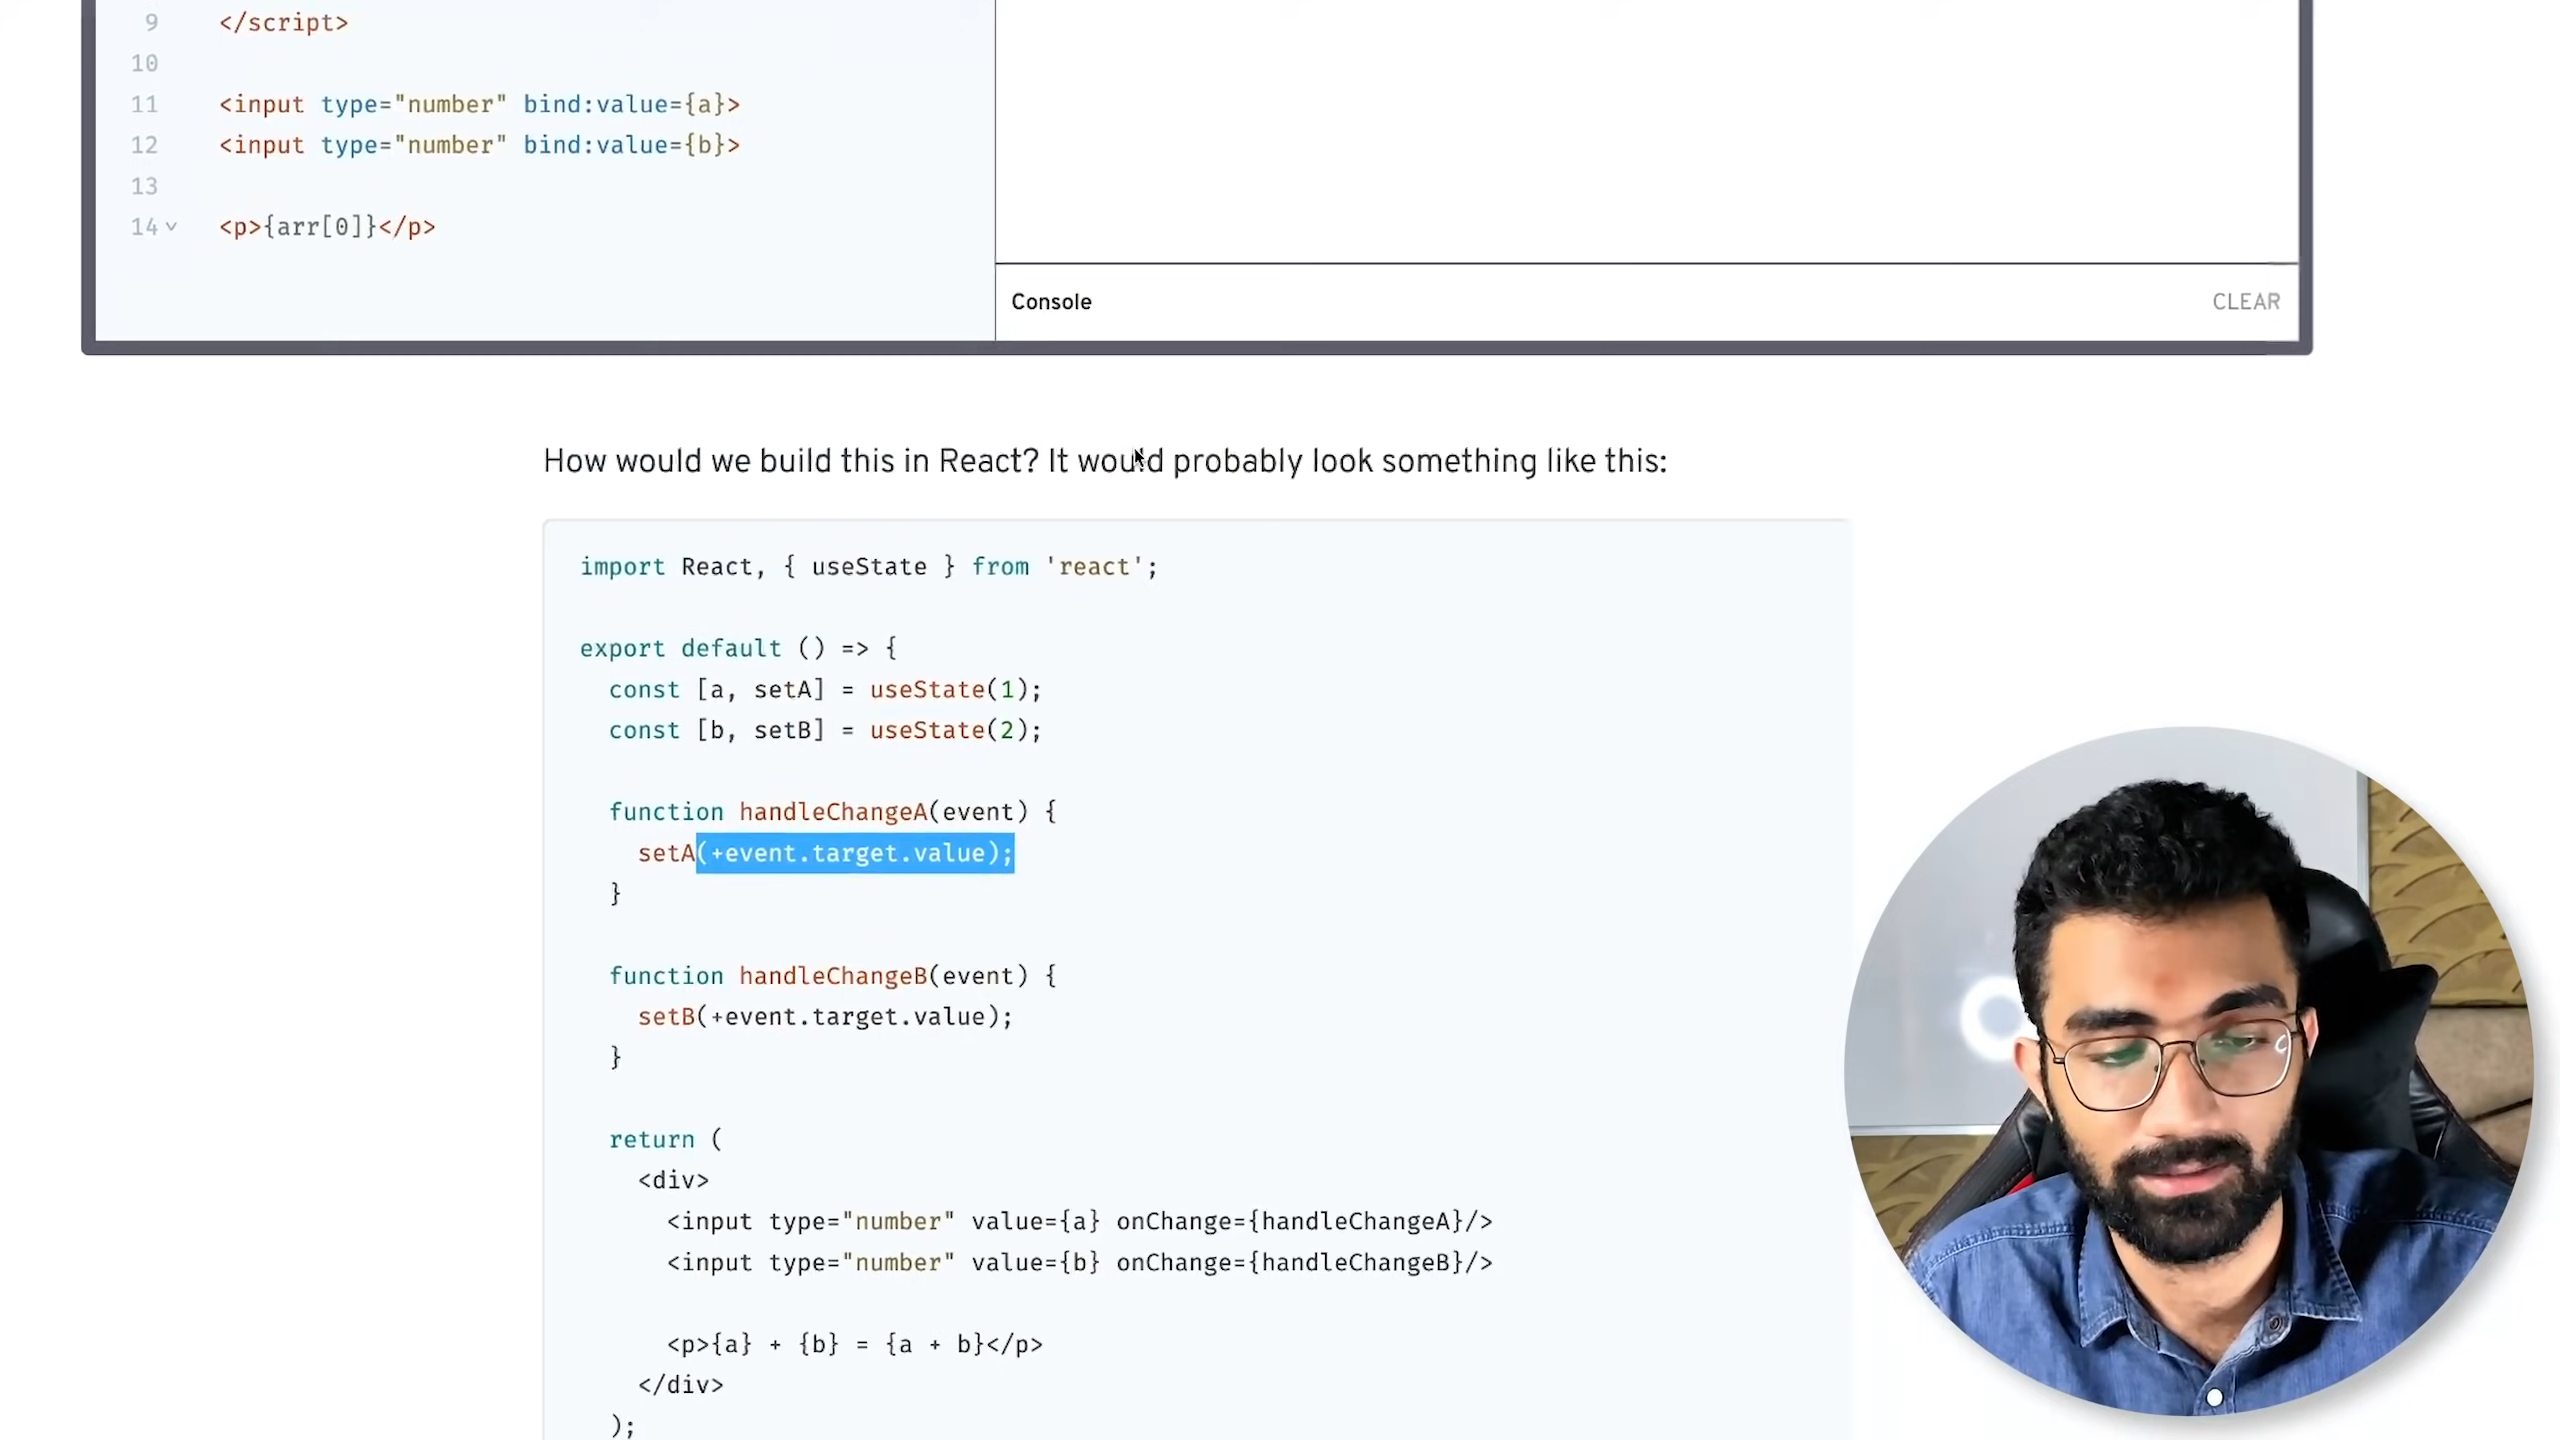 9 </script>
10
11 <input type="number" bind:value={a}>
12 <input type="number" bind:value={b}>
13
14 <p>{arr[0]}</p>
Console CLEAR
How would we build this in React? It would probably look something like this:
import React, { useState } from 'react';
export default () => {
const [a, setA] = useState(1);
const [b, setB] = useState(2);
function handleChangeA(event) {
setA(+event.target.value);
}
function handleChangeB(event) {
setB(+event.target.value);
}
return (
<div>
<input type="number" value={a} onChange={handleChangeA}/>
<input type="number" value={b} onChange={handleChangeB}/>
<p>{a} + {b} = {a + b}</p>
</div>
);